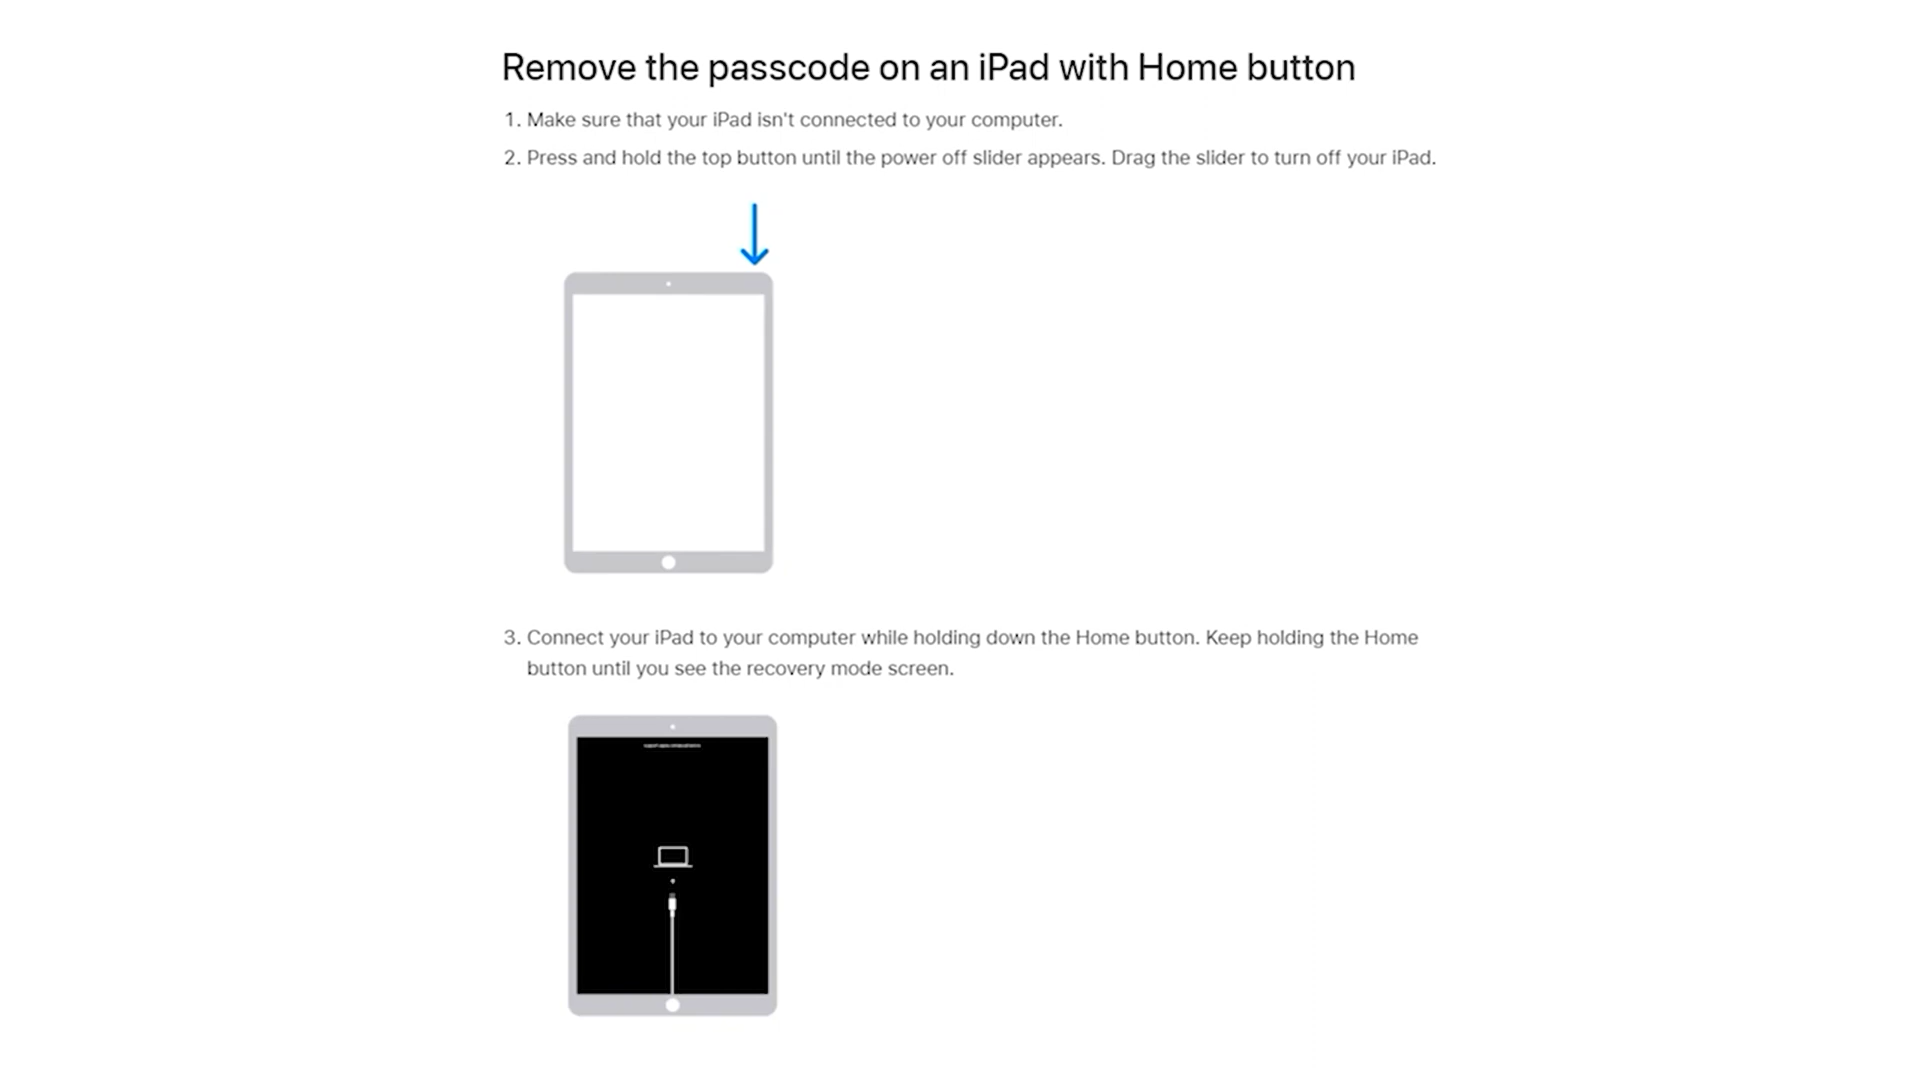 Remove the passcode on an iPad with Home button
1. Make sure that your iPad isn't connected to your computer.
2. Press and hold the top button until the power off slider appears. Drag the slider to turn off your iPad.
3. Connect your iPad to your computer while holding down the Home button. Keep holding the Home
button until you see the recovery mode screen.